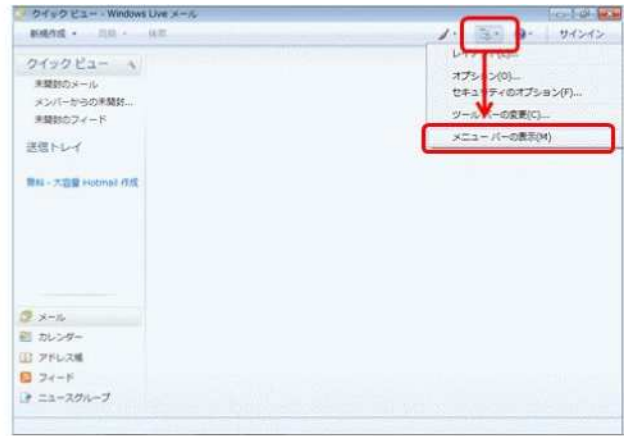 クイック ビュー - Windows Live メール
新規作成
サインイン
クイック ビュー
未開封のメール
メンバーからの未開封...
未開封のフィード
送信トレイ
無料 - 大容量 Hotmail 作成
オプション(O)...
セキュリティのオプション(F)...
ツール バーの変更(C)...
メニュー バーの表示(M)
メール
カレンダー
アドレス帳
フィード
ニュースグループ